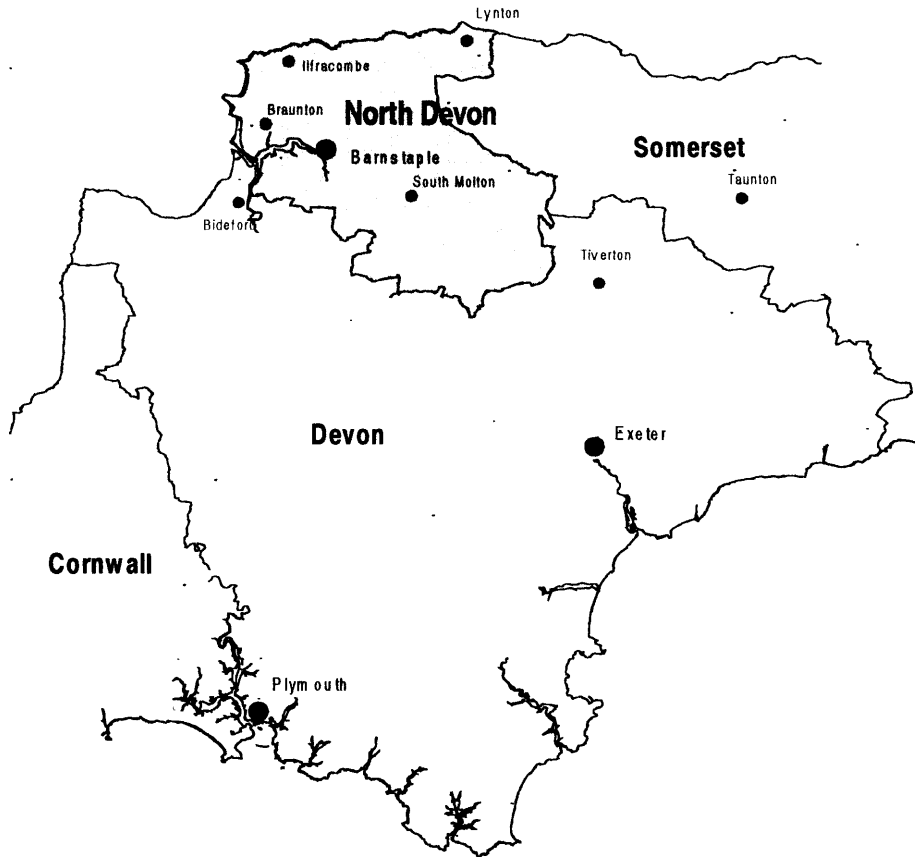 Lynton
Ilfracombe
Braunton
North Devon
Barnstaple
Somerset
South Molton
Taunton
Bideford
Tiverton
Devon
Exeter
Cornwall
Plymouth